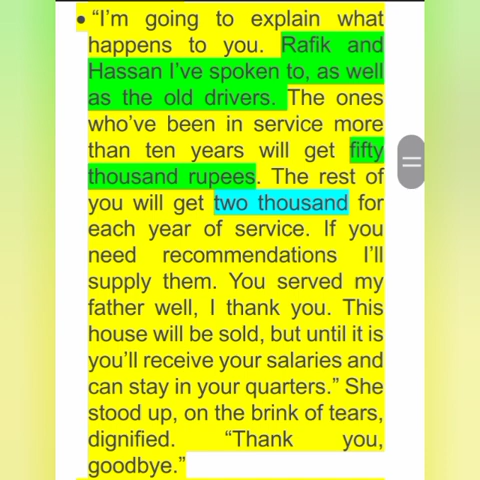 • “I’m going to explain what
happens to you. Rafik and
Hassan I’ve spoken to, as well
as the old drivers. The ones
who’ve been in service more
than ten years will get fifty
thousand rupees. The rest of
you will get two thousand for
each year of service. If you
need recommendations I’ll
supply them. You served my
father well, I thank you. This
house will be sold, but until it is
you’ll receive your salaries and
can stay in your quarters.” She
stood up, on the brink of tears,
dignified. “Thank you,
goodbye.”